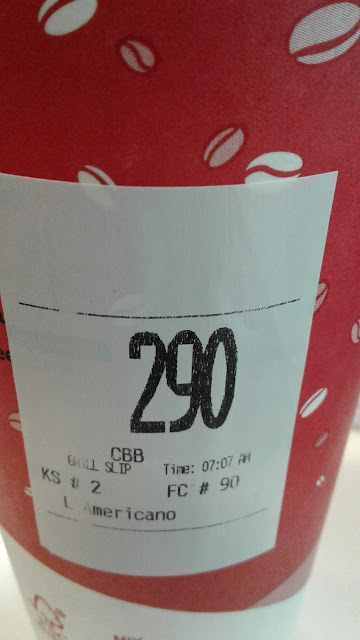 290
CBB
GRILL SLIP Time: 07:07 AM
KS # 2 FC # 90
L Americano